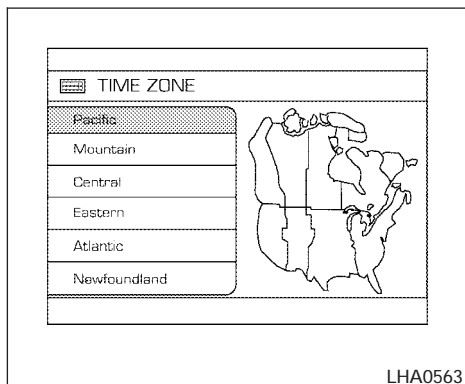 TIME ZONE
Pacific
Mountain
Central
Eastern
Atlantic
Newfoundland
LHA0563